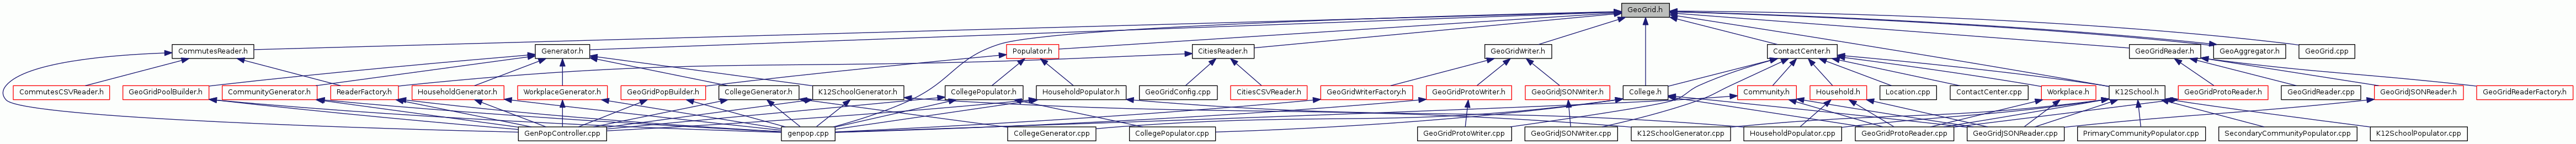 GeoGrid.h
CommutesReader.h
Generator.h
Populator.h
CitiesReader.h
GeoGridWriter.h
ContactCenter.h
GeoGridReader.h
GeoAggregator.h
GeoGrid.cpp
CommutesCSVReader.h
GeoGridPoolBuilder.h
CommunityGenerator.h
ReaderFactory.h
HouseholdGenerator.h
WorkplaceGenerator.h
GeoGridPopBuilder.h
CollegeGenerator.h
K12SchoolGenerator.h
CollegePopulator.h
HouseholdPopulator.h
GeoGridConfig.cpp
CitiesCSVReader.h
GeoGridWriterFactory.h
GeoGridProtoWriter.h
GeoGridJSONWriter.h
College.h
Community.h
Household.h
Location.cpp
ContactCenter.cpp
Workplace.h
K12School.h
GeoGridProtoReader.h
GeoGridReader.cpp
GeoGridJSONReader.h
GeoGridReaderFactory.h
GenPopController.cpp
genpop.cpp
CollegeGenerator.cpp
CollegePopulator.cpp
GeoGridProtoWriter.cpp
GeoGridJSONWriter.cpp
K12SchoolGenerator.cpp
HouseholdPopulator.cpp
GeoGridProtoReader.cpp
GeoGridJSONReader.cpp
PrimaryCommunityPopulator.cpp
SecondaryCommunityPopulator.cpp
K12SchoolPopulator.cpp